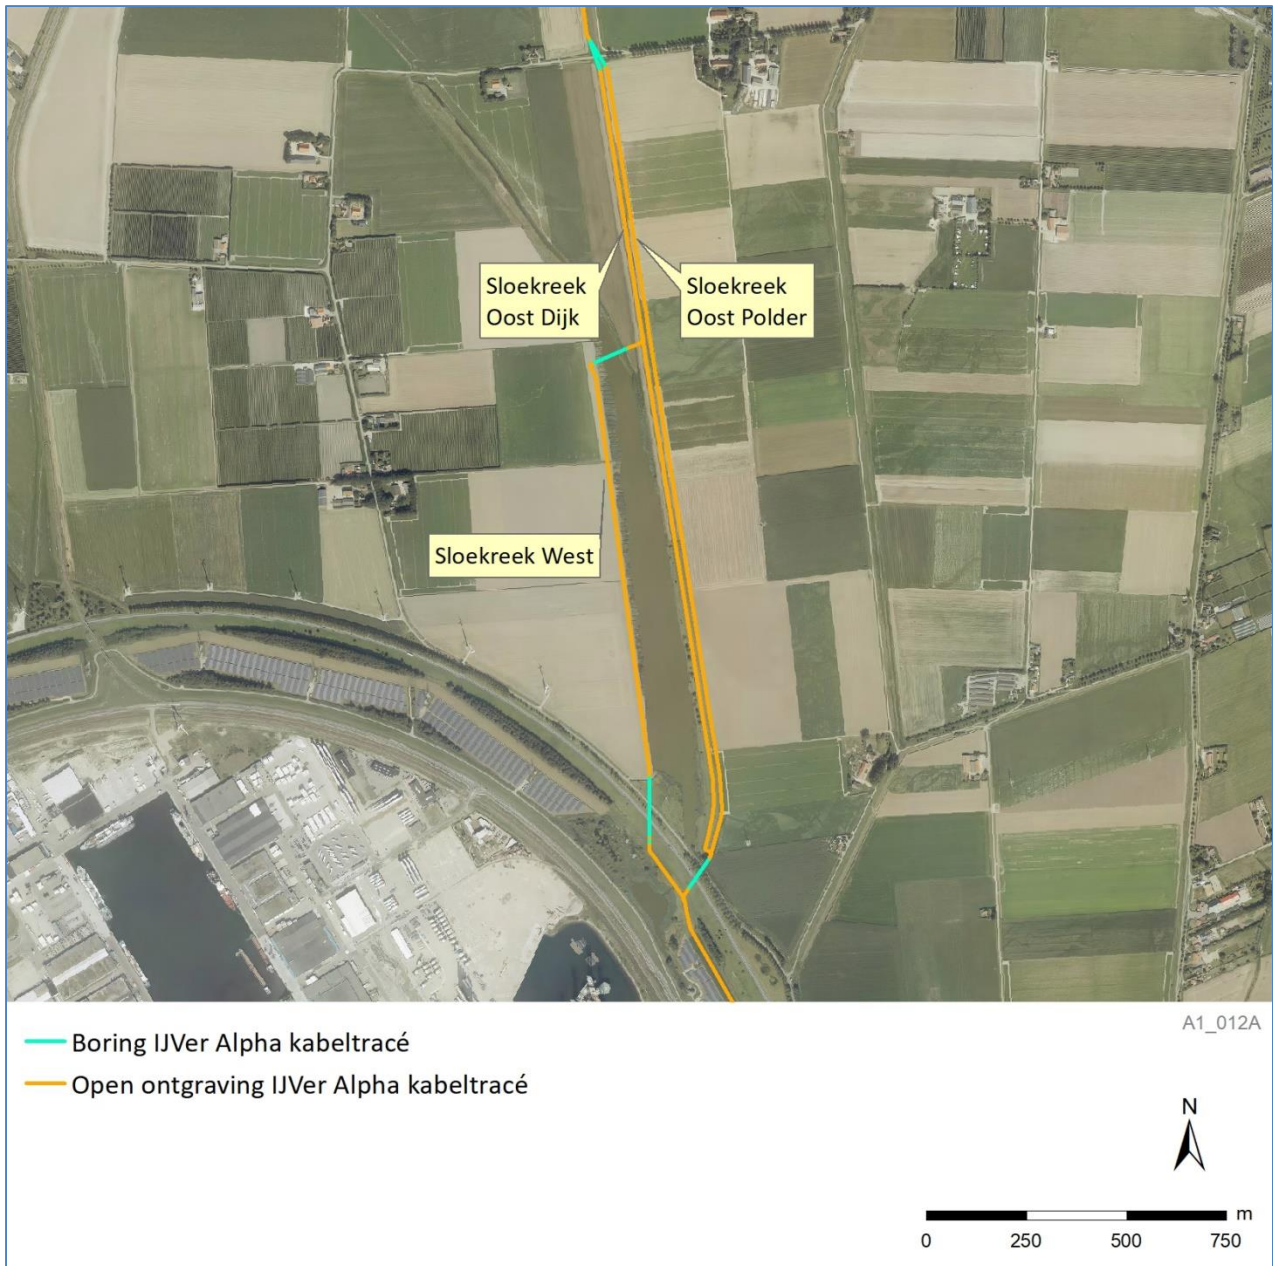 Sloekreek
Oost Dijk
Sloekreek
Oost Polder
Sloekreek West
A1_012A
Boring IJVer Alpha kabeltracé
Open ontgraving IJVer Alpha kabeltracé
N
m
0 250 500 750